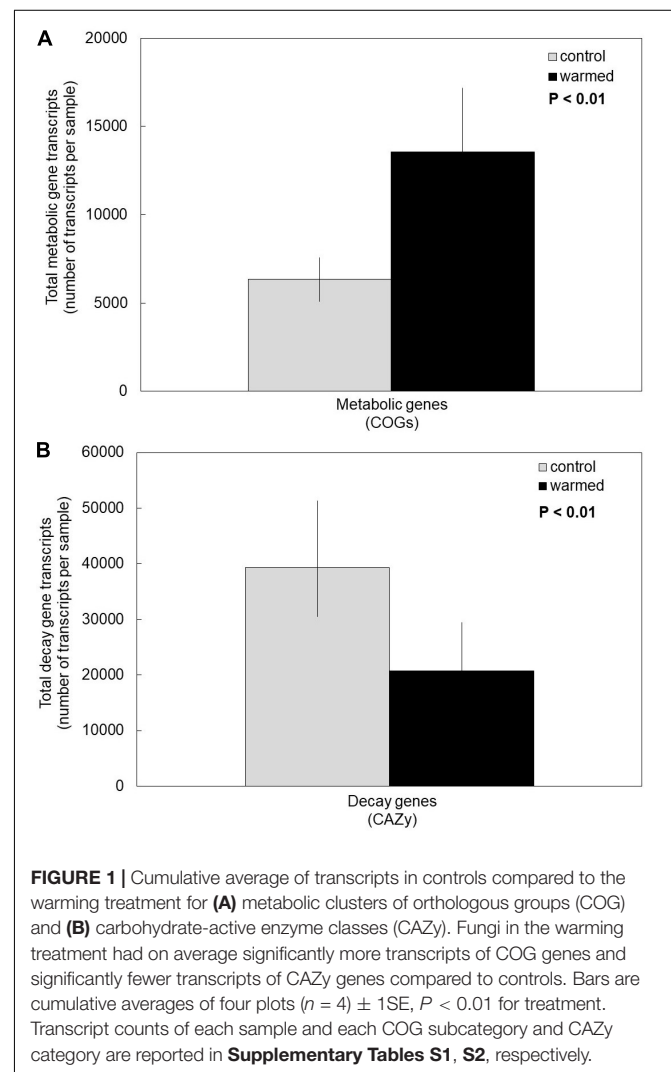 A
20000
15000
10000
5000
0
Total metabolic gene transcripts
(number of transcripts per sample)
control
warmed
P < 0.01
Metabolic genes
(COGs)
B
60000
50000
40000
30000
20000
10000
0
Total decay gene transcripts
(number of transcripts per sample)
control
warmed
P < 0.01
Decay genes
(CAZy)
FIGURE 1 | Cumulative average of transcripts in controls compared to the
warming treatment for (A) metabolic clusters of orthologous groups (COG)
and (B) carbohydrate-active enzyme classes (CAZy). Fungi in the warming
treatment had on average significantly more transcripts of COG genes and
significantly fewer transcripts of CAZy genes compared to controls. Bars are
cumulative averages of four plots (n = 4) ± 1SE, P < 0.01 for treatment.
Transcript counts of each sample and each COG subcategory and CAZy
category are reported in Supplementary Tables S1, S2, respectively.